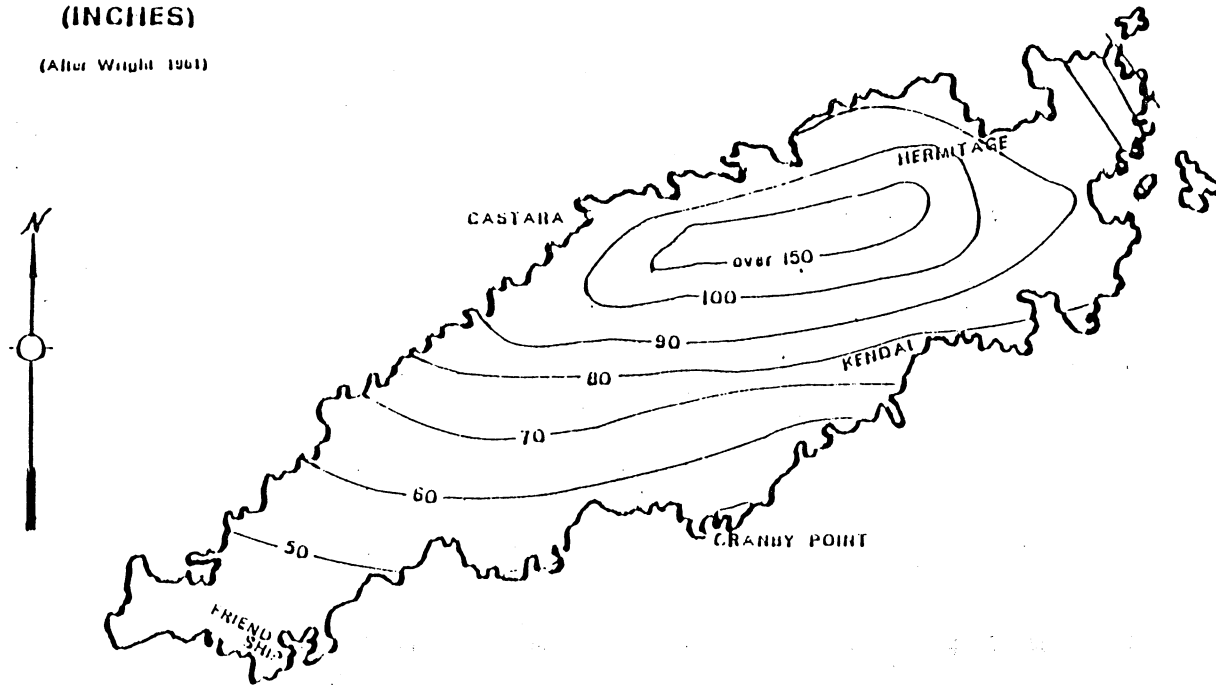 (INCHES)
(After Wright 1961)
N
HERMITAGE
CASTARA
over 150
100
90
KENDAL
80
70
60
GRANBY POINT
50
FRIEND
SHIP